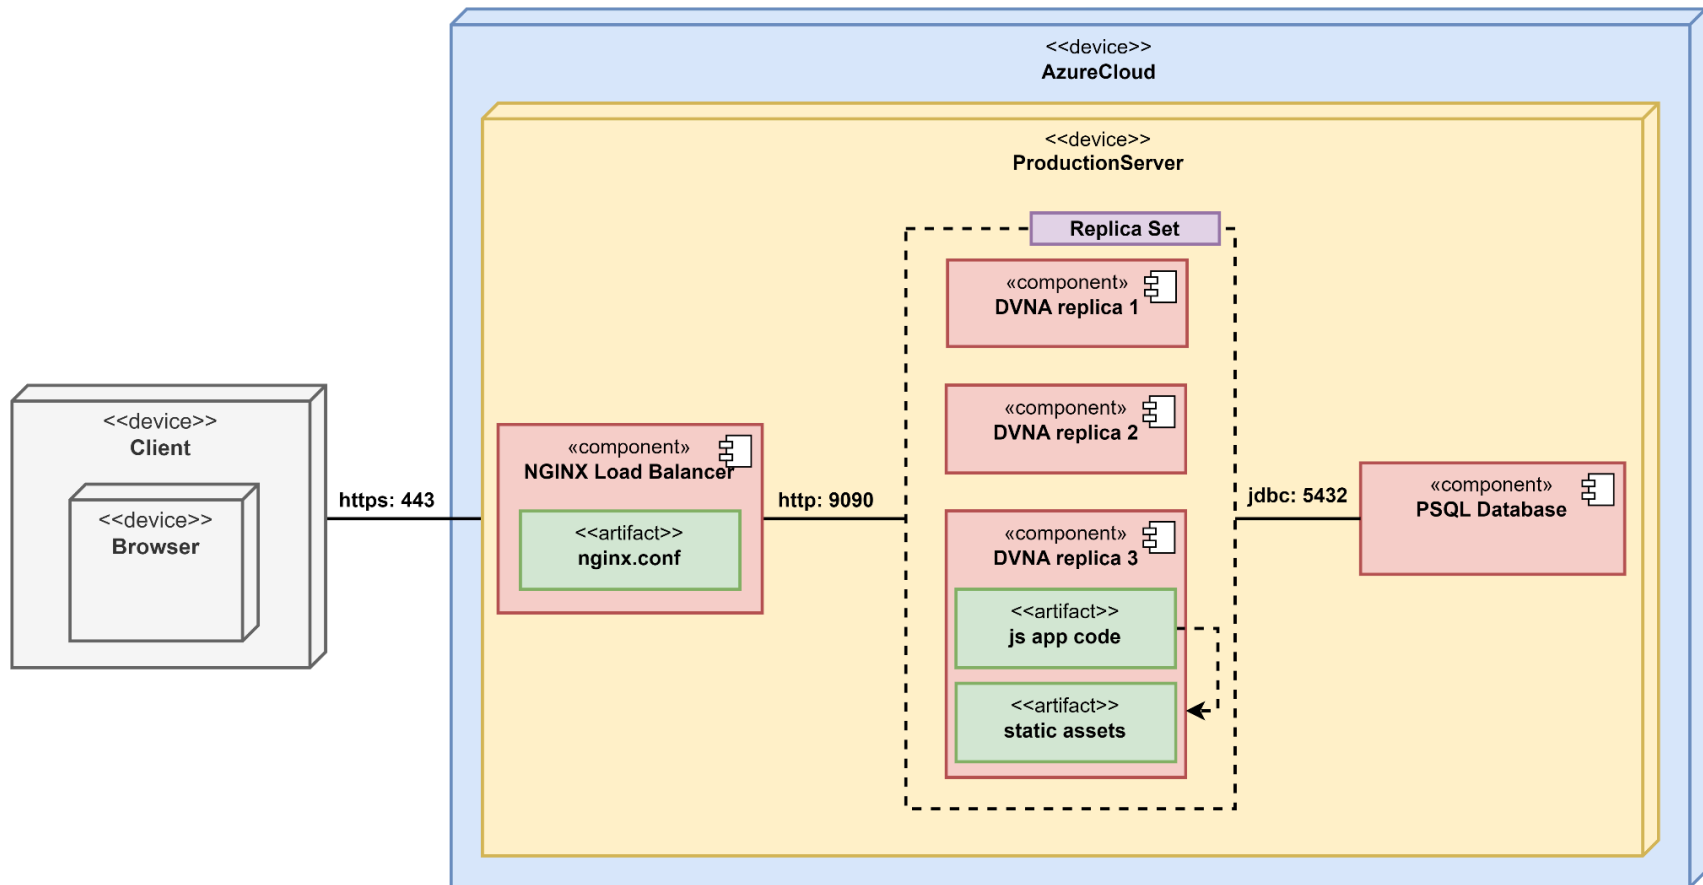 <<device>>
AzureCloud
<<device>>
ProductionServer
Replica Set
«component»
DVNA replica 1
«component»
DVNA replica 2
<<device>>
Client
<<device>>
Browser
https: 443
«component»
NGINX Load Balancer
<<artifact>>
nginx.conf
http: 9090
«component»
DVNA replica 3
<<artifact>>
js app code
<<artifact>>
static assets
jdbc: 5432
«component»
PSQL Database